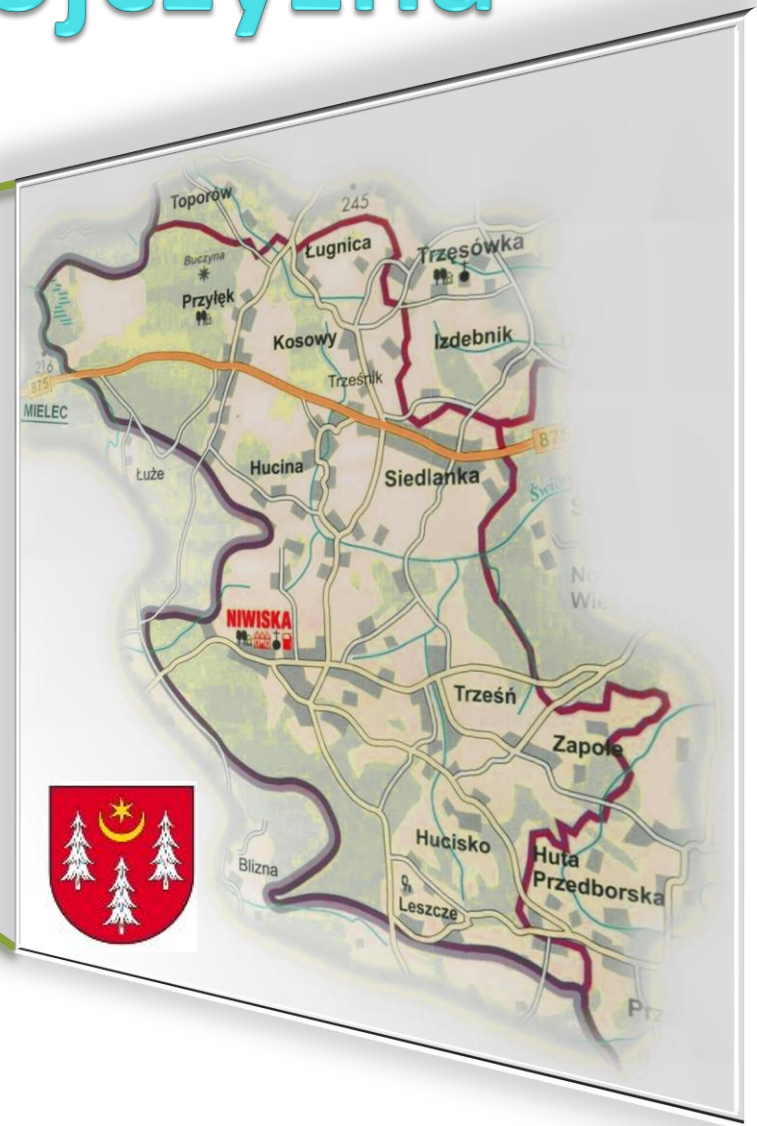 Toporów
245
Ługnica
Trzęsówka
Buczyna
Przyłęk
Kosowy
Izdebnik
Trześnik
216
875
MIELEC
875
Łuże
Hucina
Siedlanka
NIWISKA
Trześń
Zapole
Hucisko
Huta
Przedborska
Blizna
Leszcze